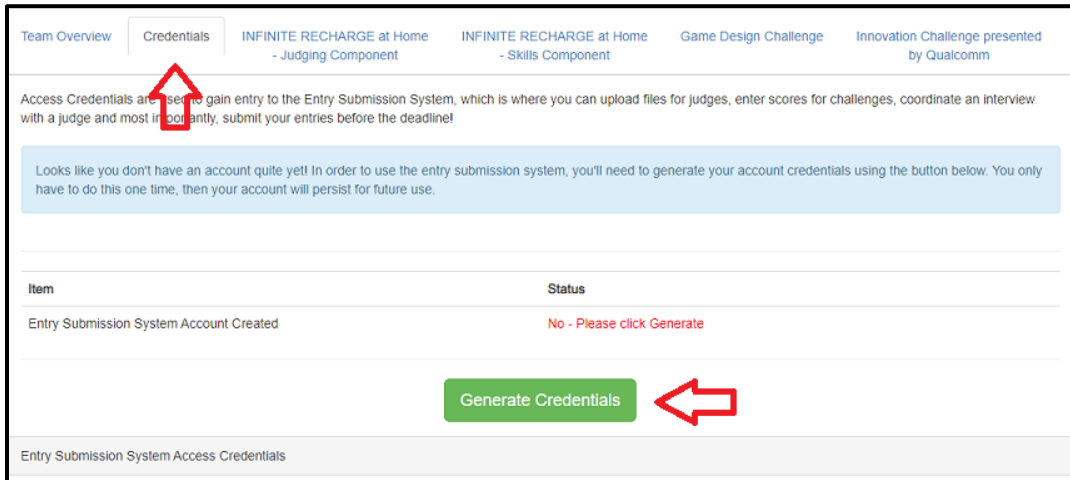 Team Overview
Credentials
INFINITE RECHARGE at Home
- Judging Component
INFINITE RECHARGE at Home
- Skills Component
Game Design Challenge
Innovation Challenge presented
by Qualcomm
Access Credentials are used to gain entry to the Entry Submission System, which is where you can upload files for judges, enter scores for challenges, coordinate an interview
with a judge and most importantly, submit your entries before the deadline!
Looks like you don't have an account quite yet! In order to use the entry submission system, you'll need to generate your account credentials using the button below. You only
have to do this one time, then your account will persist for future use.
Item
Status
Entry Submission System Account Created
No - Please click Generate
Generate Credentials
Entry Submission System Access Credentials